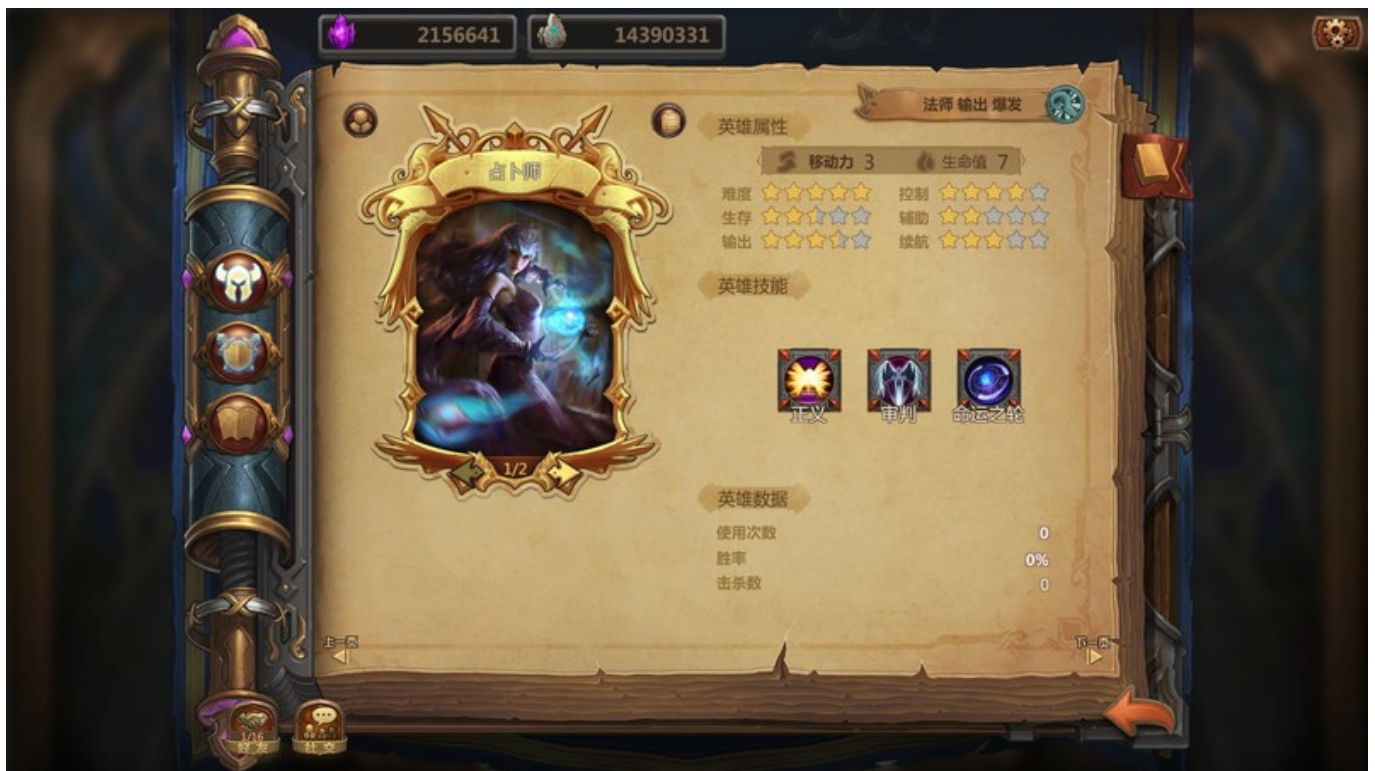 2156641
14390331
法师 输出 爆发
英雄属性
占卜师
移动力 3 生命值 7
难度 控制
生存 辅助
输出 续航
英雄技能
正义 审判 命运之轮
1/2
英雄数据
使用次数 0
胜率 0%
击杀数 0
上一页
下一页
1/16
好友
社交